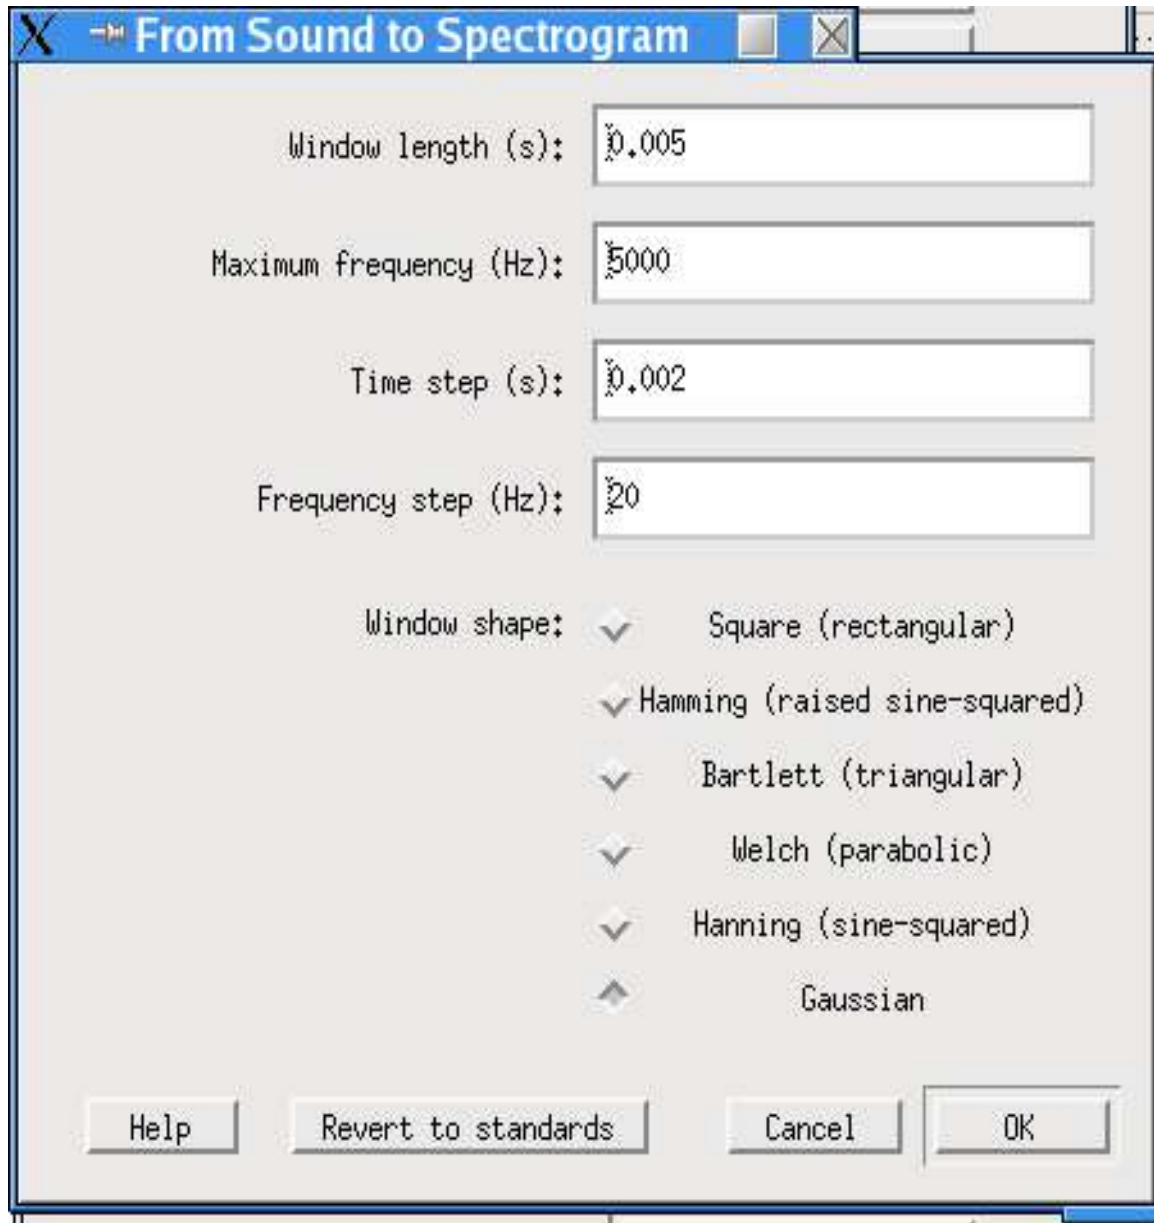 X From Sound to Spectrogram
Window length (s): 0.005
Maximum frequency (Hz): 5000
Time step (s): 0.002
Frequency step (Hz): 20
Window shape: Square (rectangular)
Hamming (raised sine-squared)
Bartlett (triangular)
Welch (parabolic)
Hanning (sine-squared)
Gaussian
Help Revert to standards Cancel OK